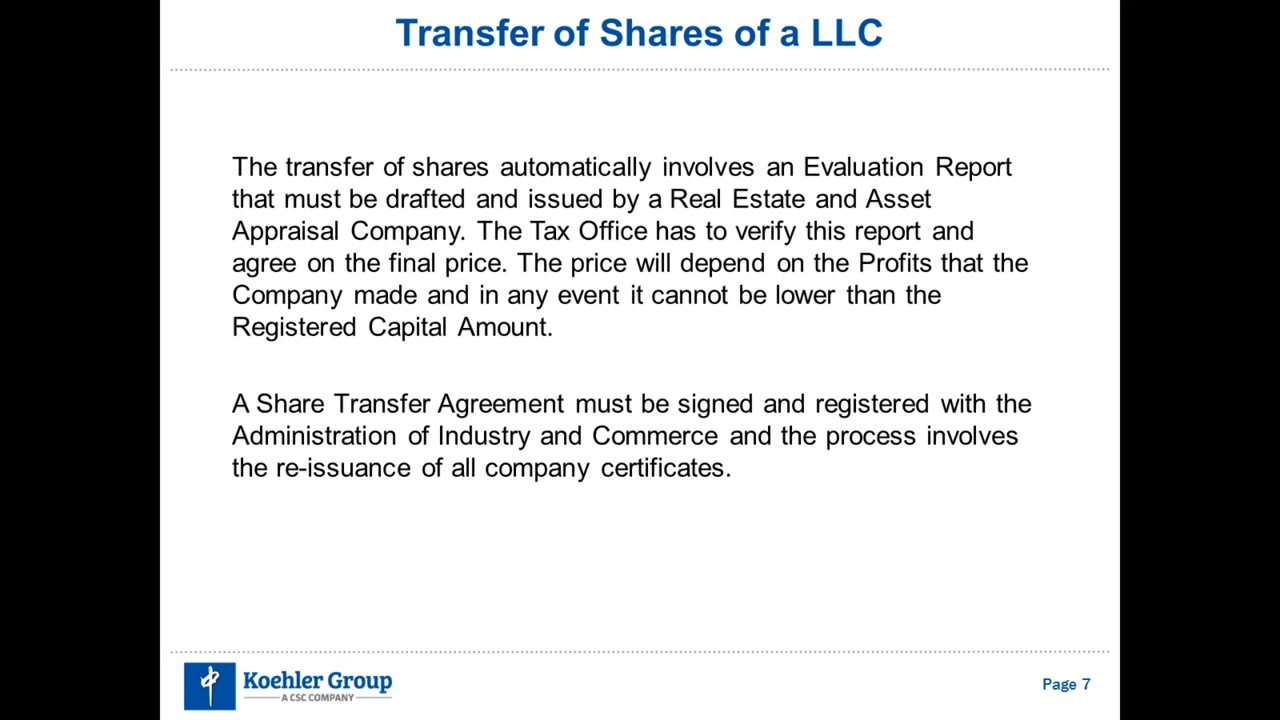 Transfer of Shares of a LLC
The transfer of shares automatically involves an Evaluation Report
that must be drafted and issued by a Real Estate and Asset
Appraisal Company. The Tax Office has to verify this report and
agree on the final price. The price will depend on the Profits that the
Company made and in any event it cannot be lower than the
Registered Capital Amount.
A Share Transfer Agreement must be signed and registered with the
Administration of Industry and Commerce and the process involves
the re-issuance of all company certificates.
Koehler Group
A CSC COMPANY
Page 7